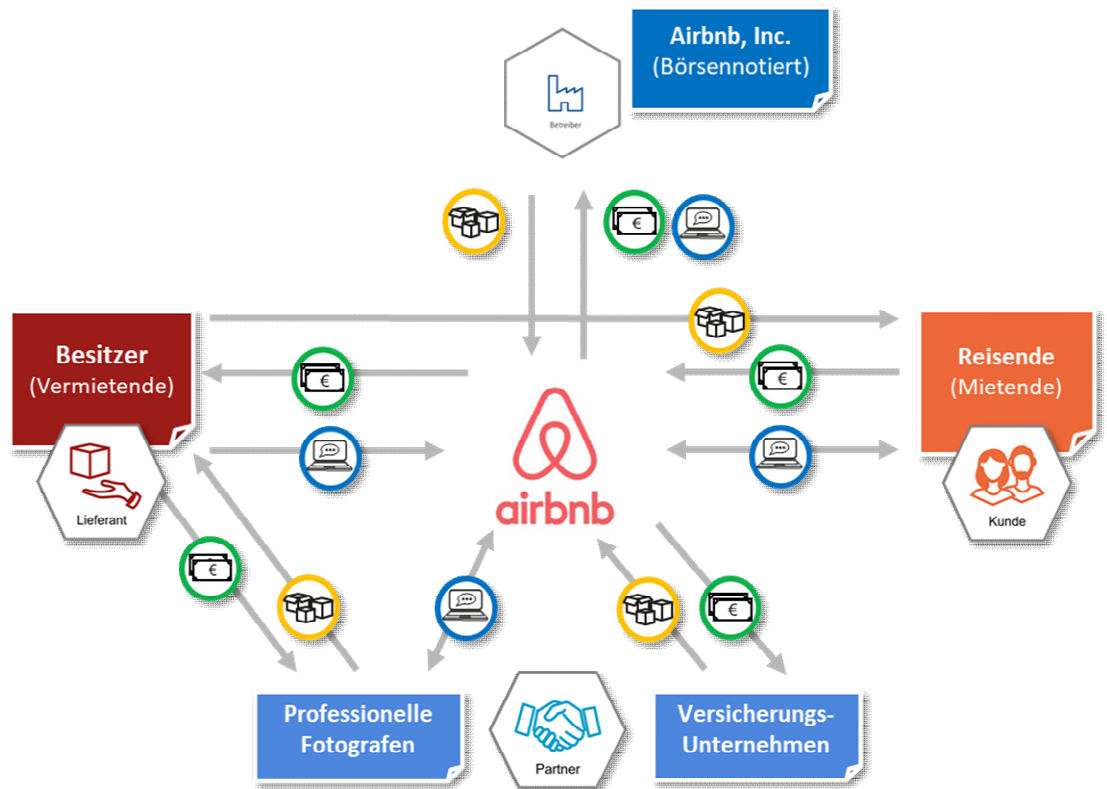 Airbnb, Inc.
(Börsennotiert)
Betreiber
Besitzer
(Vermietende)
Lieferant
Reisende
(Mietende)
Kunde
€
€
€
€
€
airbnb
Professionelle
Fotografen
Partner
Versicherungs-
Unternehmen